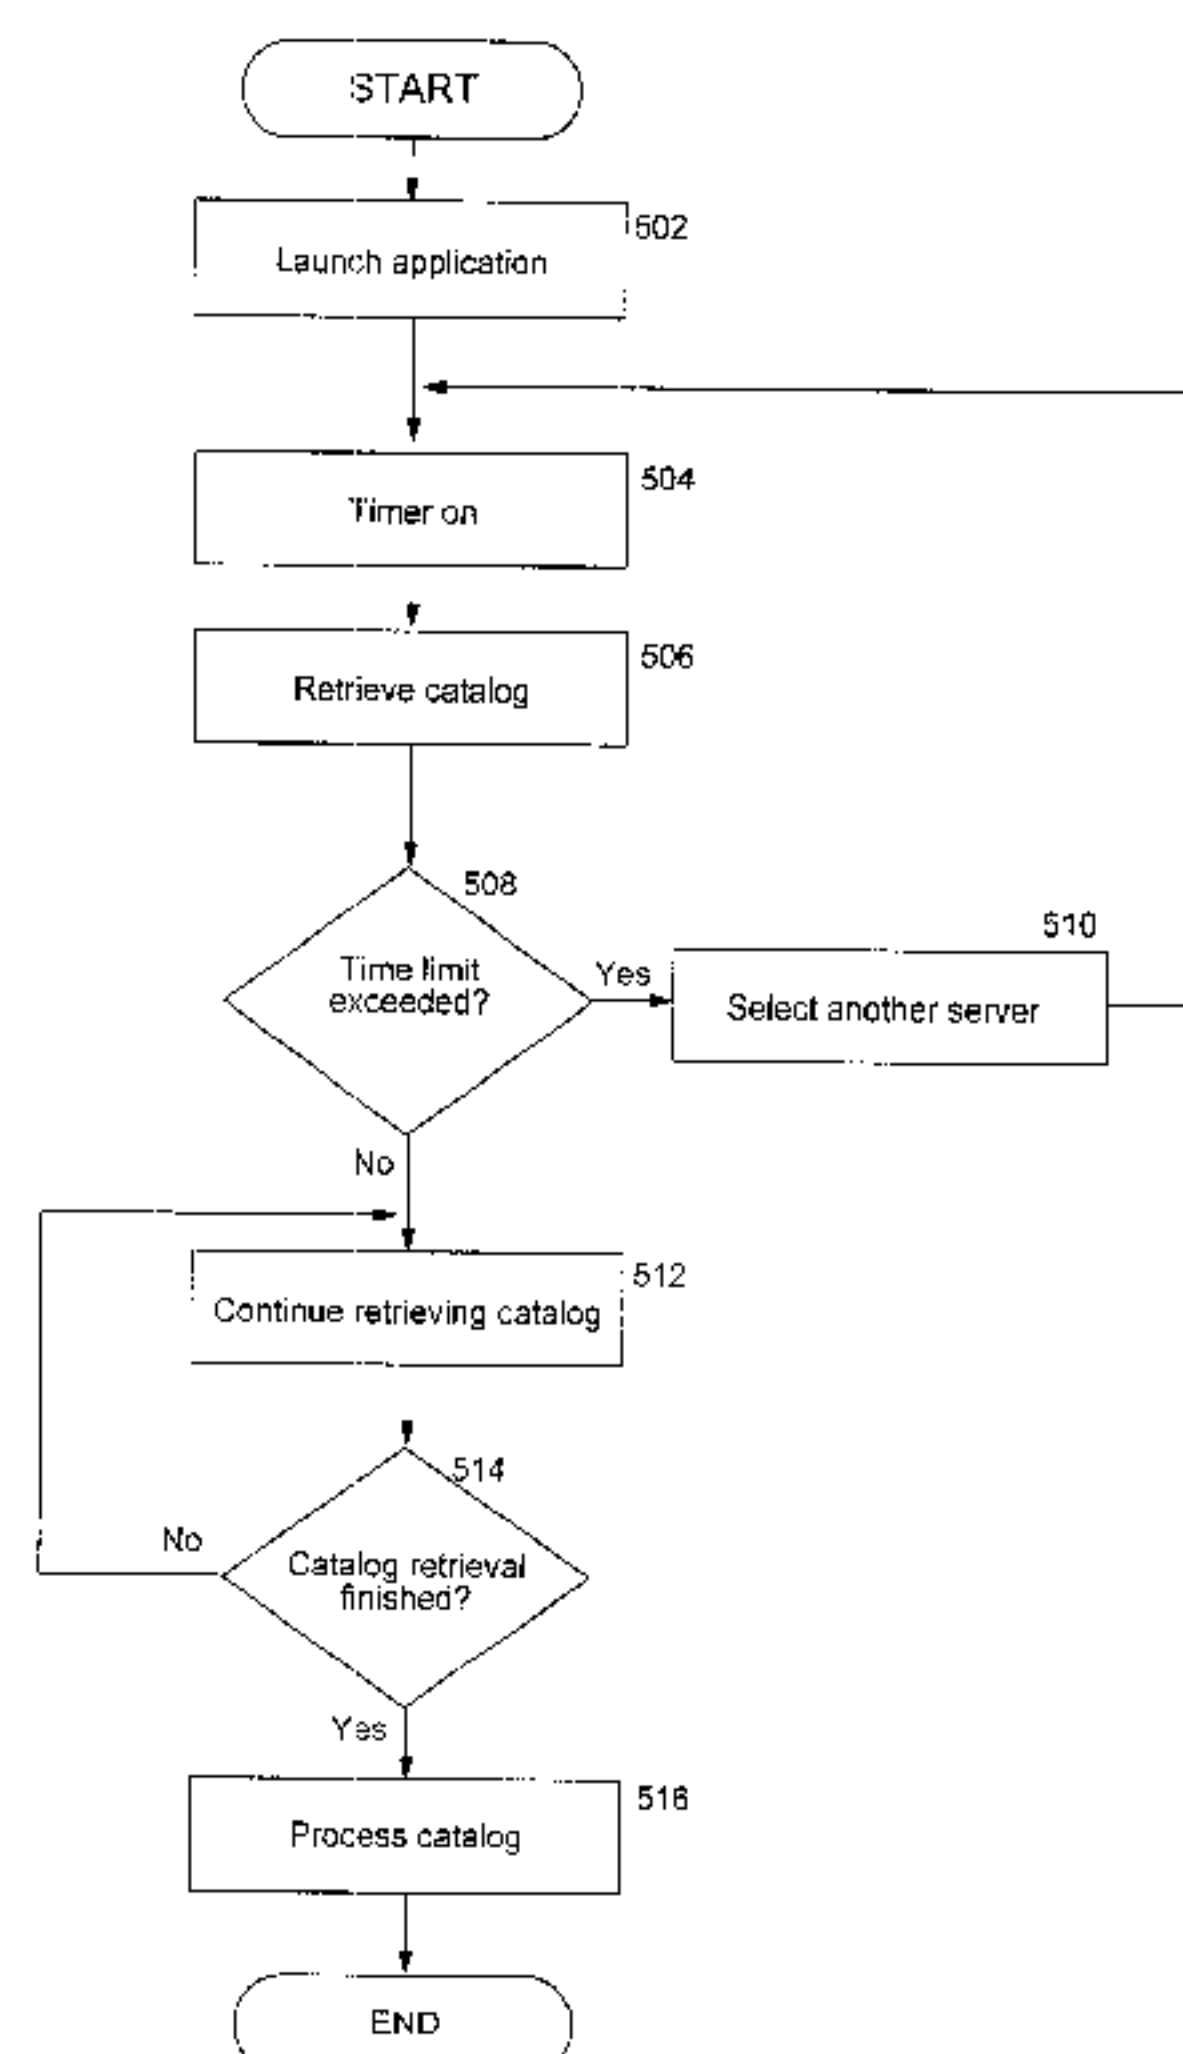 START
502
Launch application
504
Timer on
506
Retrieve catalog
508
Time limit
exceeded?
Yes
510
Select another server
No
512
Continue retrieving catalog
514
No
Catalog retrieval
finished?
Yes
516
Process catalog
END